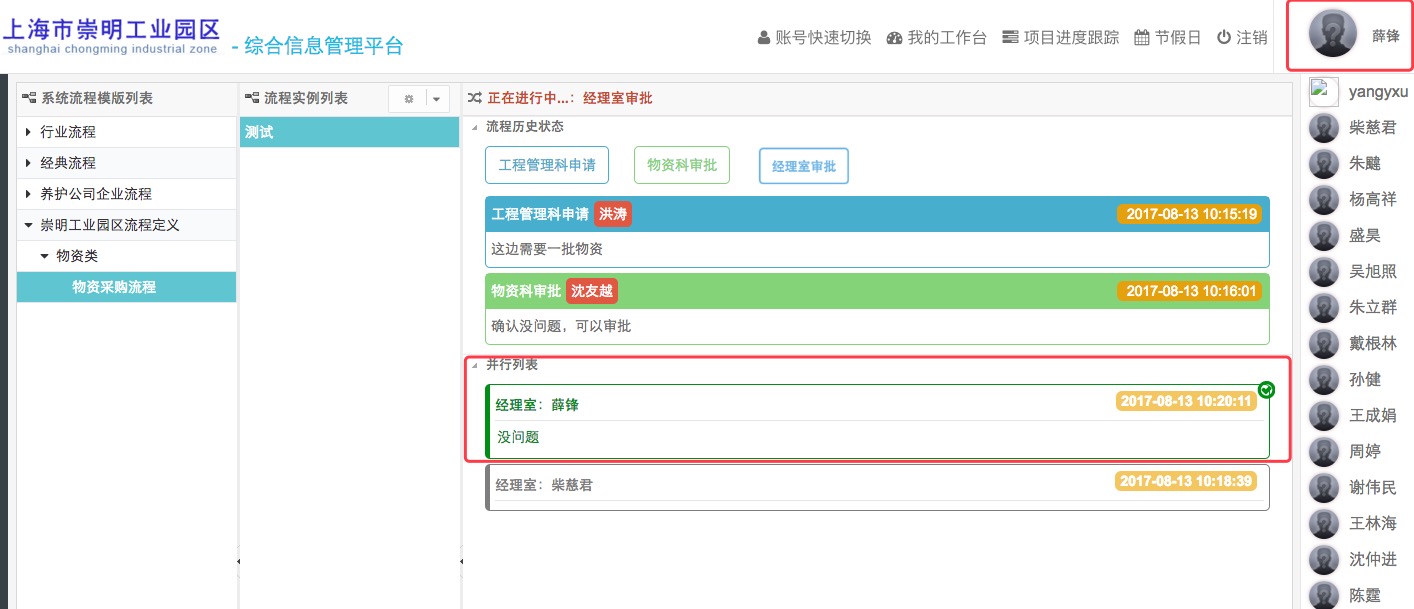 上海市崇明工业园区
shanghai chongming industrial zone
- 综合信息管理平台
账号快速切换
我的工作台
项目进度跟踪
节假日
注销
薛锋
系统流程模版列表
行业流程
经典流程
养护公司企业流程
崇明工业园区流程定义
物资类
物资采购流程
流程实例列表
测试
正在进行中...：经理室审批
流程历史状态
工程管理科申请
物资科审批
经理室审批
工程管理科申请 洪涛 2017-08-13 10:15:19
这边需要一批物资
物资科审批 沈友越 2017-08-13 10:16:01
确认没问题，可以审批
并行列表
经理室：薛锋 2017-08-13 10:20:11
没问题
经理室：柴慈君 2017-08-13 10:18:39
yangyxu
柴慈君
朱飚
杨高祥
盛昊
吴旭照
朱立群
戴根林
孙健
王成娟
周婷
谢伟民
王林海
沈仲进
陈霆